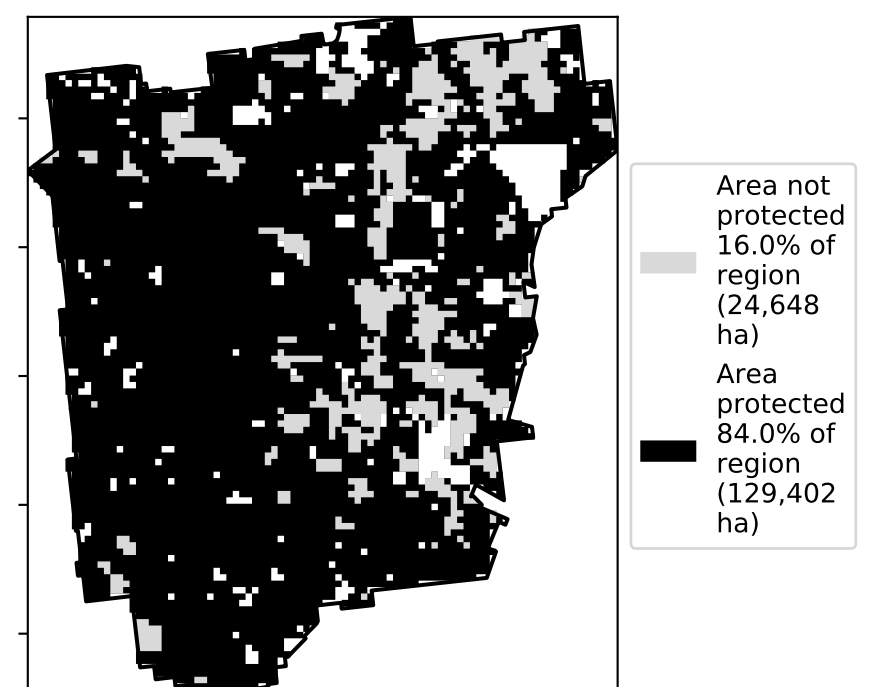 Area not
protected
16.0% of
region
(24,648
ha)
Area
protected
84.0% of
region
(129,402
ha)